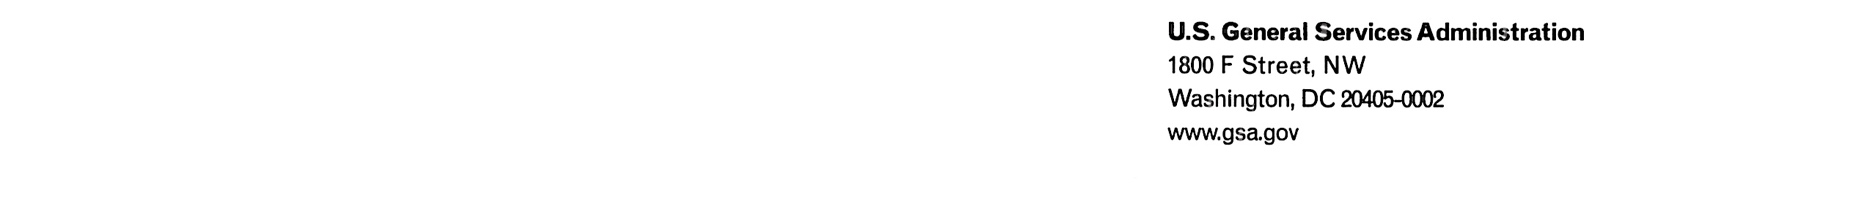 U.S. General Services Administration
1800 F Street, NW
Washington, DC 20405-0002
www.gsa.gov